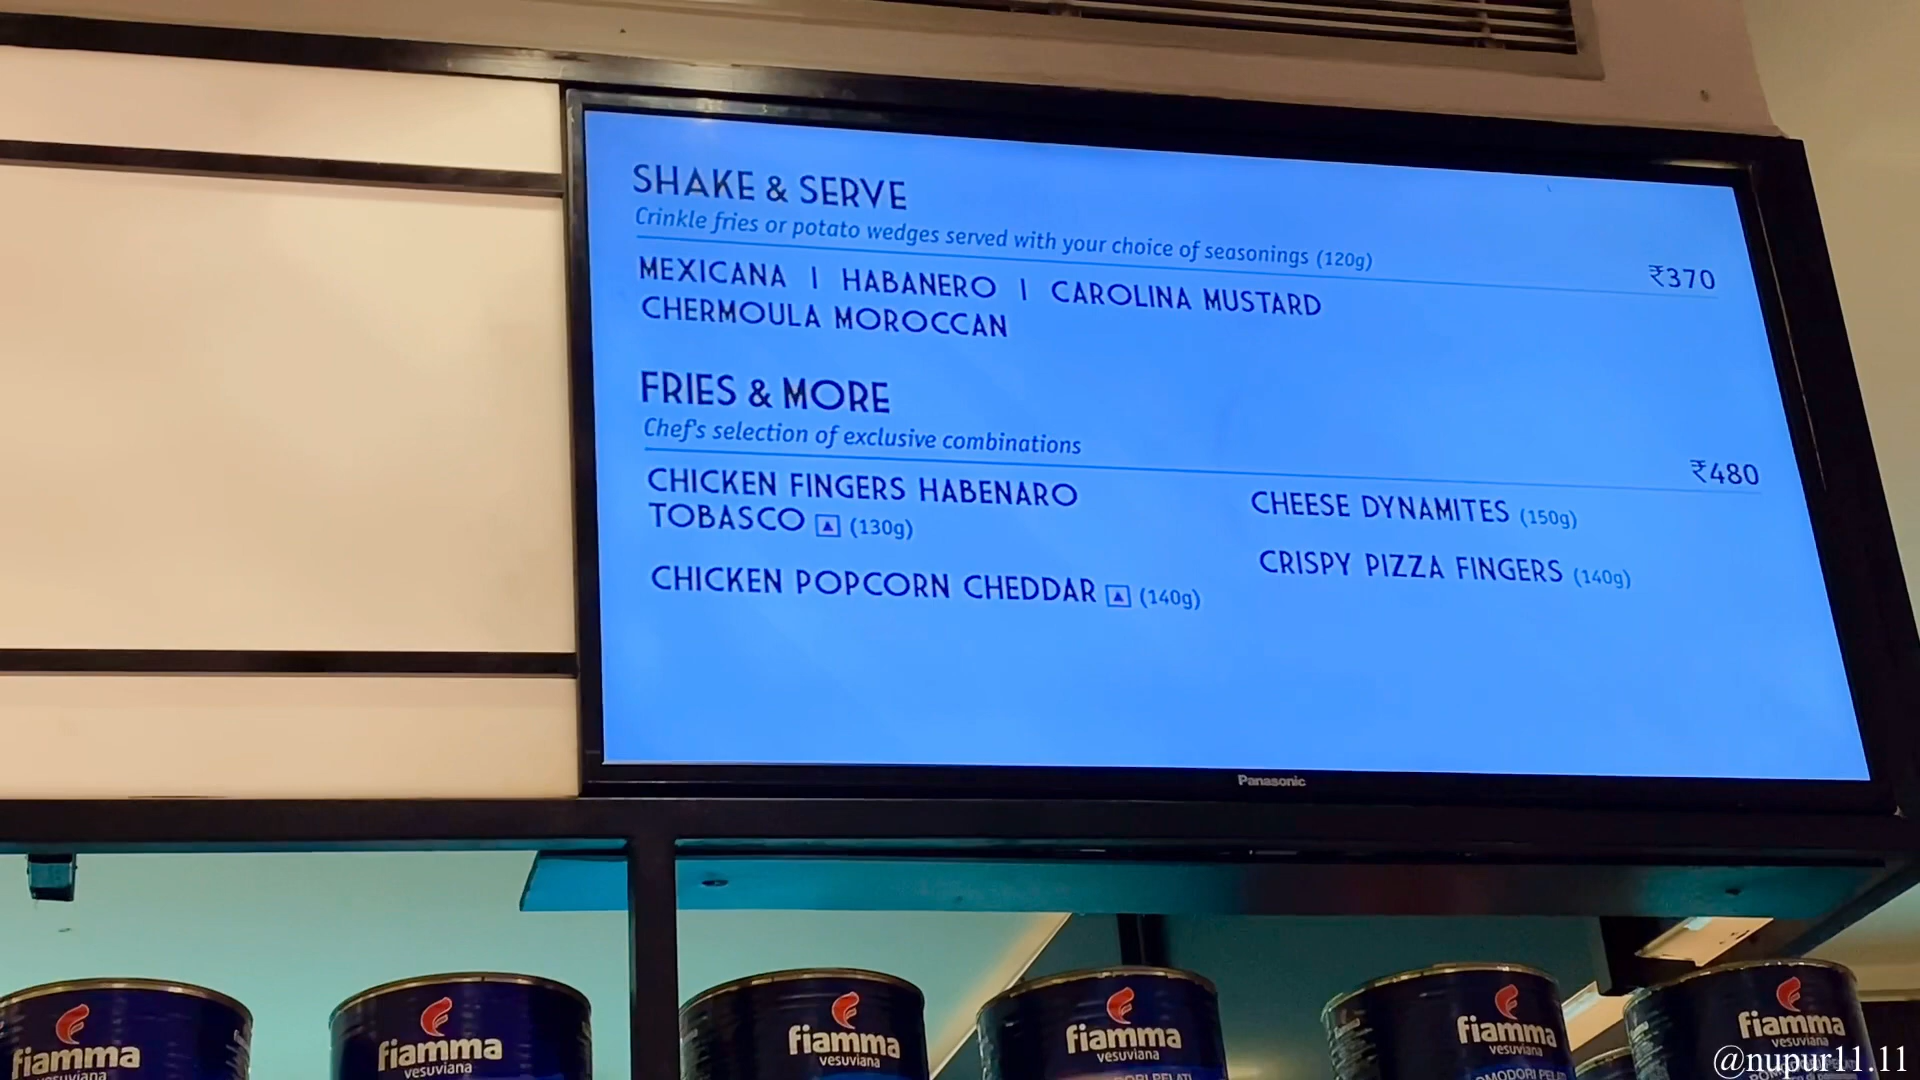 SHAKE & SERVE
Crinkle fries or potato wedges served with your choice of seasonings (120g)
₹370
MEXICANA | HABANERO | CAROLINA MUSTARD
CHERMOULA MOROCCAN
FRIES & MORE
Chef's selection of exclusive combinations
₹480
CHICKEN FINGERS HABENARO
TOBASCO (130g)
CHICKEN POPCORN CHEDDAR (140g)
CHEESE DYNAMITES (150g)
CRISPY PIZZA FINGERS (140g)
Panasonic
fiamma
vesuviana
fiamma
vesuviana
fiamma
vesuviana
fiamma
vesuviana
fiamma
vesuviana
fiamma
vesuviana
@nupur11.11